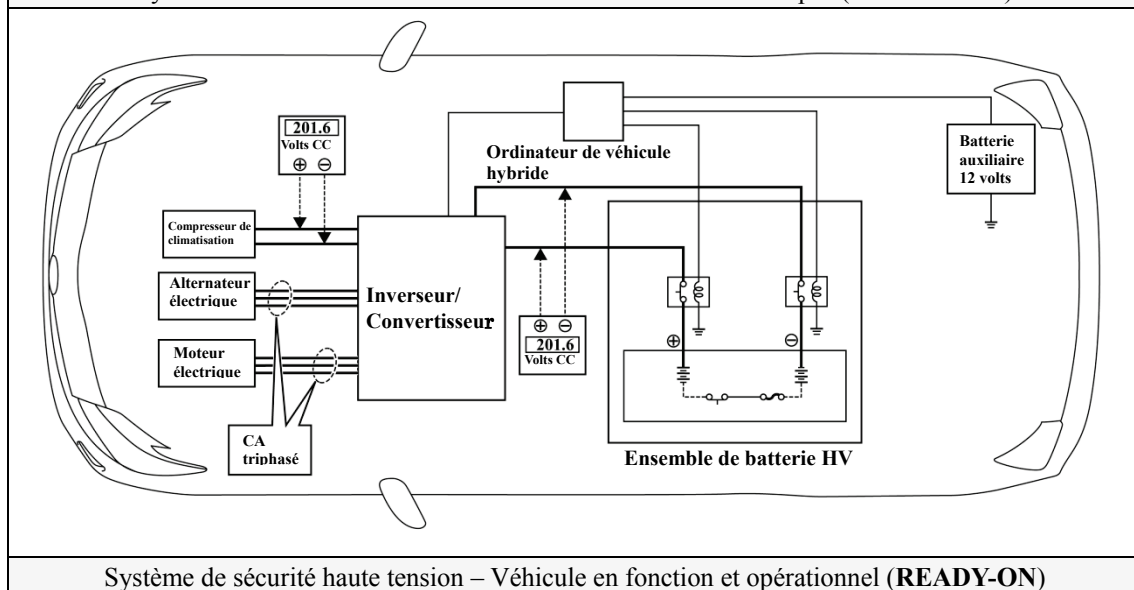 201.6
Volts CC
⊕ ⊖
Ordinateur de véhicule
hybride
Batterie
auxiliaire
12 volts
Compresseur de
climatisation
Alternateur
électrique
Moteur
électrique
Inverseur/
Convertisseur
⊕ ⊖
201.6
Volts CC
⊕ ⊖
CA
triphasé
Ensemble de batterie HV
Système de sécurité haute tension – Véhicule en fonction et opérationnel (READY-ON)